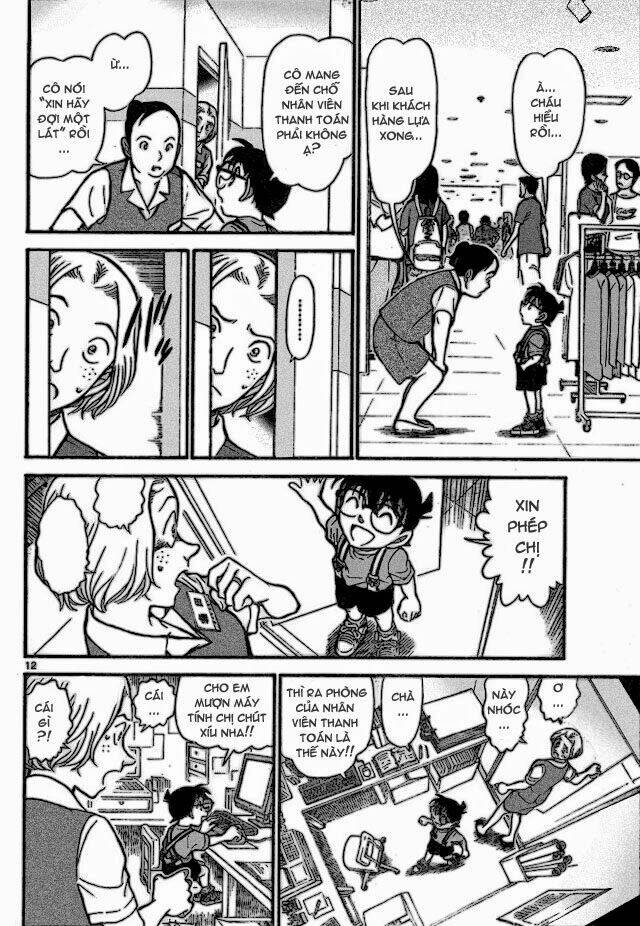 À...
CHÁU
HIỂU
RỒI...
SAU
KHI KHÁCH
HÀNG LỰA
XONG...
CÔ MANG
ĐẾN CHỖ
NHÂN VIÊN
THANH TOÁN
PHẢI KHÔNG
Ạ?
Ừ...
CÔ NÓI
“XIN HÃY
ĐỢI MỘT
LÁT” RỒI
...
.........
XIN
PHÉP
CHỊ
!!
12
Ơ
...
NÀY
NHÓC
...
CHÀ
...
THÌ RA PHÒNG
CỦA NHÂN
VIÊN THANH
TOÁN LÀ
THẾ NÀY!!
CHO EM
MƯỢN MÁY
TÍNH CHỊ CHÚT
XÍU NHA!!
CÁI
...
CÁI
GÌ
?!